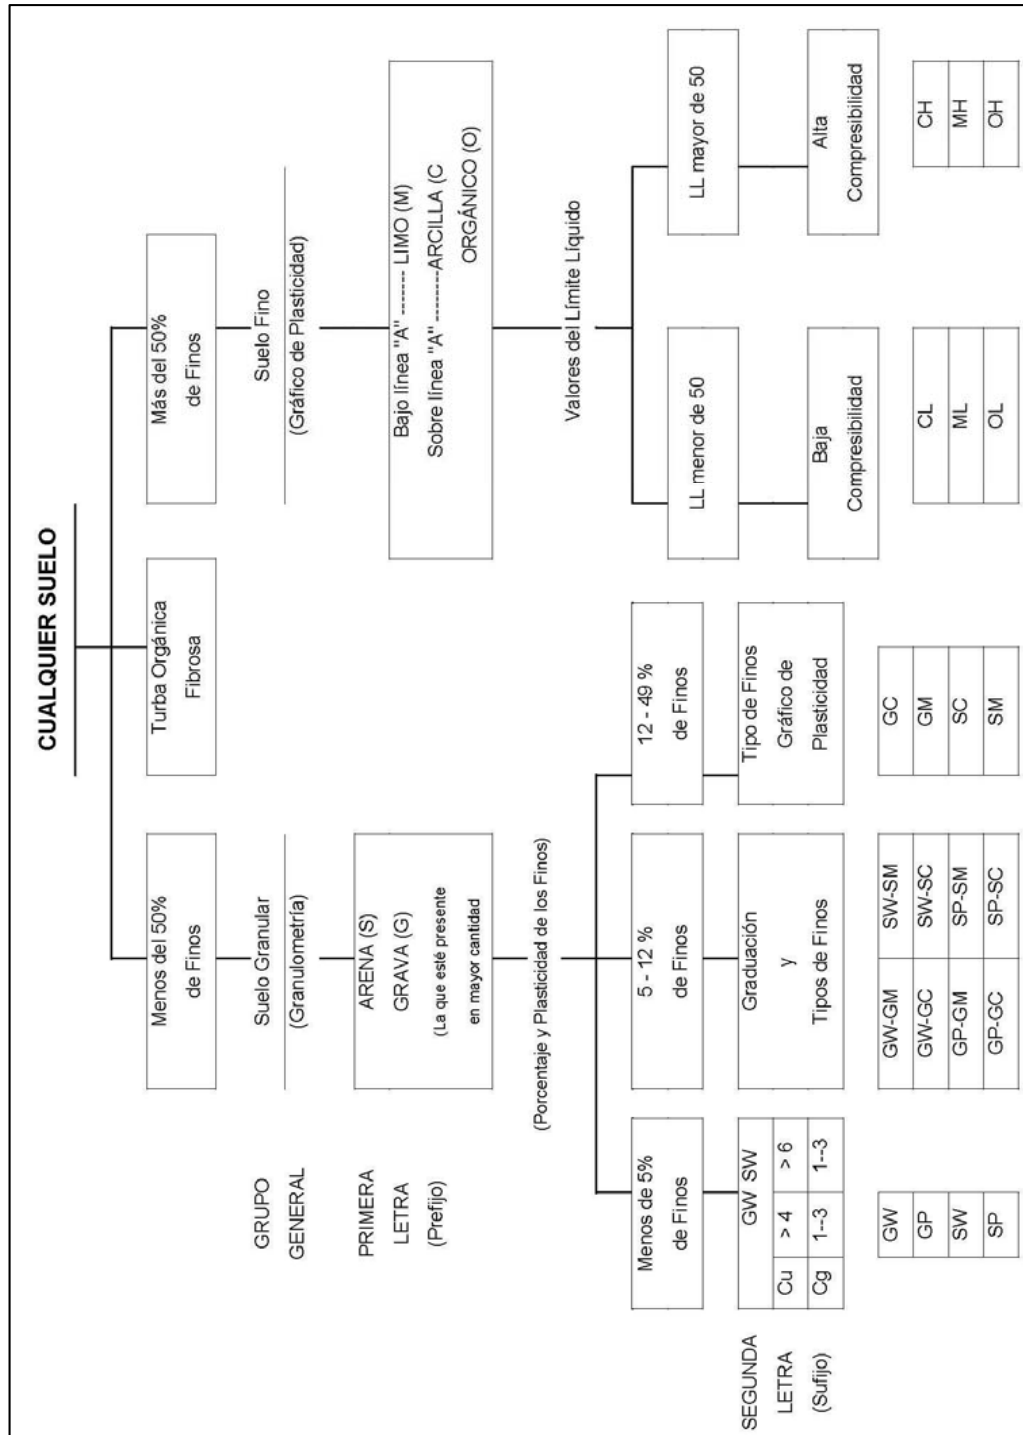 CUALQUIER SUELO
Menos del 50%
de Finos
Turba Orgánica
Fibrosa
Más del 50%
de Finos
GRUPO
GENERAL
Suelo Granular
(Granulometría)
Suelo Fino
(Gráfico de Plasticidad)
PRIMERA
LETRA
(Prefijo)
ARENA (S)
GRAVA (G)
(La que esté presente
en mayor cantidad
Bajo línea "A" ------- LIMO (M)
Sobre línea "A" ---------ARCILLA (C
ORGÁNICO (O)
(Porcentaje y Plasticidad de los Finos)
Valores del Límite Líquido
Menos de 5%
de Finos
5 - 12 %
de Finos
12 - 49 %
de Finos
LL menor de 50
LL mayor de 50
SEGUNDA
LETRA
(Sufijo)
GW SW
Cu > 4 > 6
Cg 1--3 1--3
Graduación
y
Tipos de Finos
Tipo de Finos
Gráfico de
Plasticidad
Baja
Compresibilidad
Alta
Compresibilidad
GW
GP
SW
SP
GW-GM SW-SM
GW-GC SW-SC
GP-GM SP-SM
GP-GC SP-SC
GC
GM
SC
SM
CL
ML
OL
CH
MH
OH